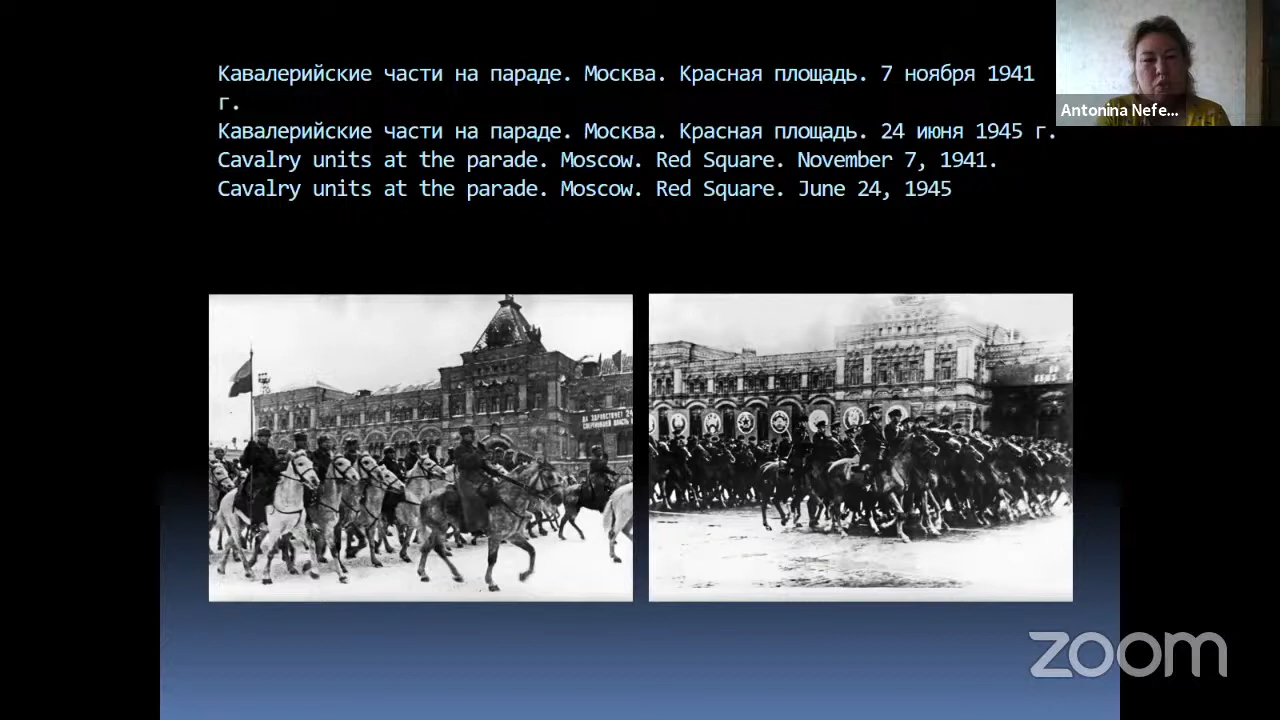 Кавалерийские части на параде. Москва. Красная площадь. 7 ноября 1941
г.
Кавалерийские части на параде. Москва. Красная площадь. 24 июня 1945 г.
Cavalry units at the parade. Moscow. Red Square. November 7, 1941.
Cavalry units at the parade. Moscow. Red Square. June 24, 1945
Antonina Nefe...
zoom